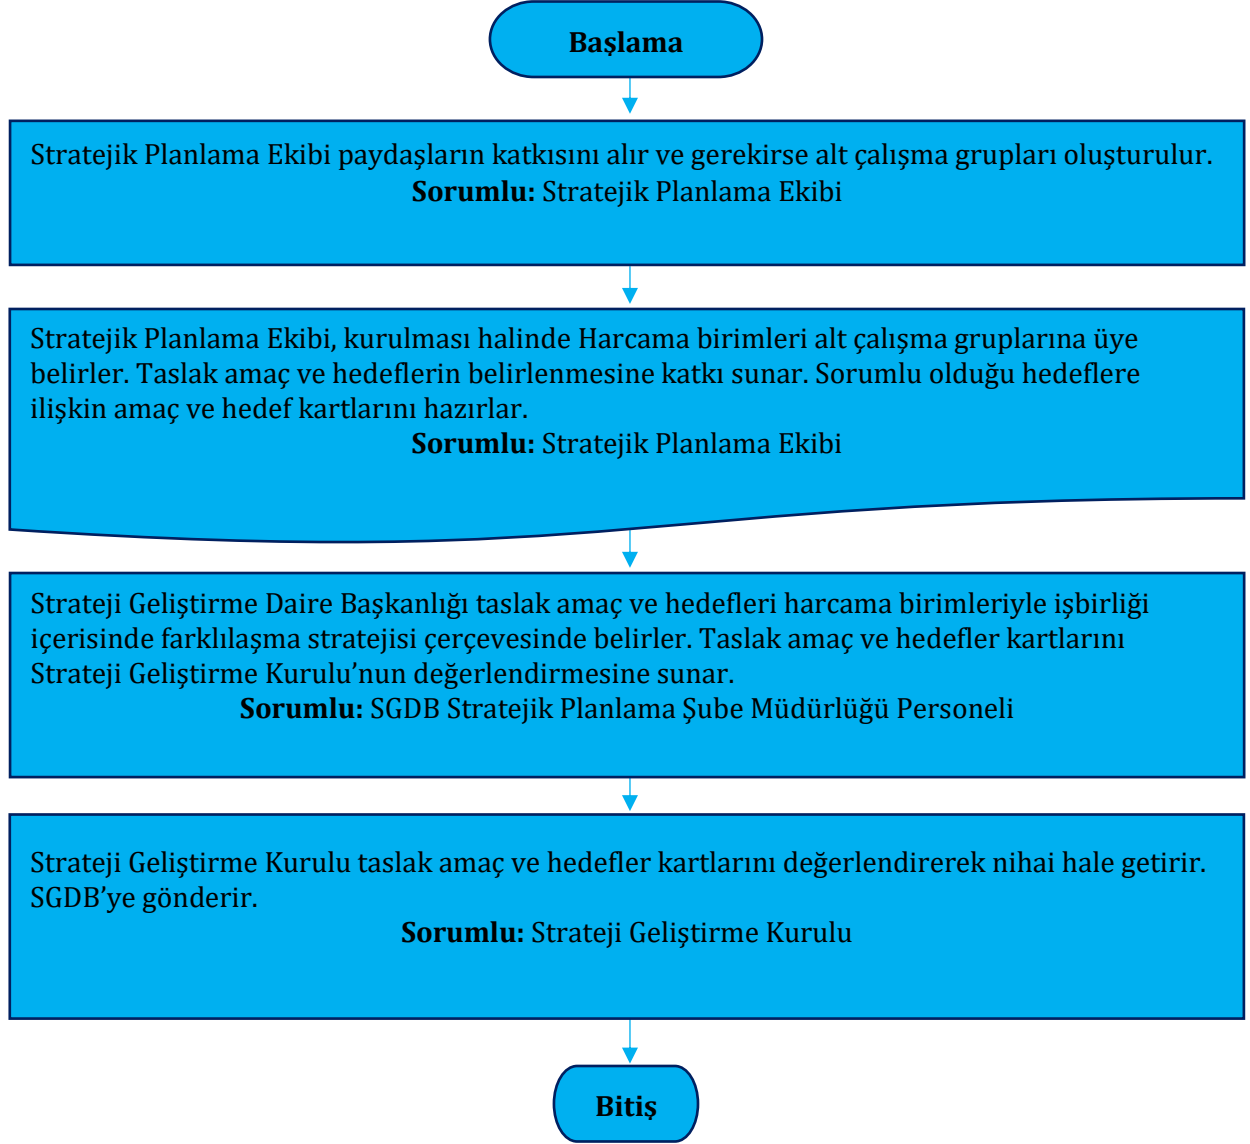 Başlama
Stratejik Planlama Ekibi paydaşların katkısını alır ve gerekirse alt çalışma grupları oluşturulur.
Sorumlu: Stratejik Planlama Ekibi
Stratejik Planlama Ekibi, kurulması halinde Harcama birimleri alt çalışma gruplarına üye
belirler. Taslak amaç ve hedeflerin belirlenmesine katkı sunar. Sorumlu olduğu hedeflere
ilişkin amaç ve hedef kartlarını hazırlar.
Sorumlu: Stratejik Planlama Ekibi
Strateji Geliştirme Daire Başkanlığı taslak amaç ve hedefleri harcama birimleriyle işbirliği
içerisinde farklılaşma stratejisi çerçevesinde belirler. Taslak amaç ve hedefler kartlarını
Strateji Geliştirme Kurulu’nun değerlendirmesine sunar.
Sorumlu: SGDB Stratejik Planlama Şube Müdürlüğü Personeli
Strateji Geliştirme Kurulu taslak amaç ve hedefler kartlarını değerlendirerek nihai hale getirir.
SGDB’ye gönderir.
Sorumlu: Strateji Geliştirme Kurulu
Bitiş